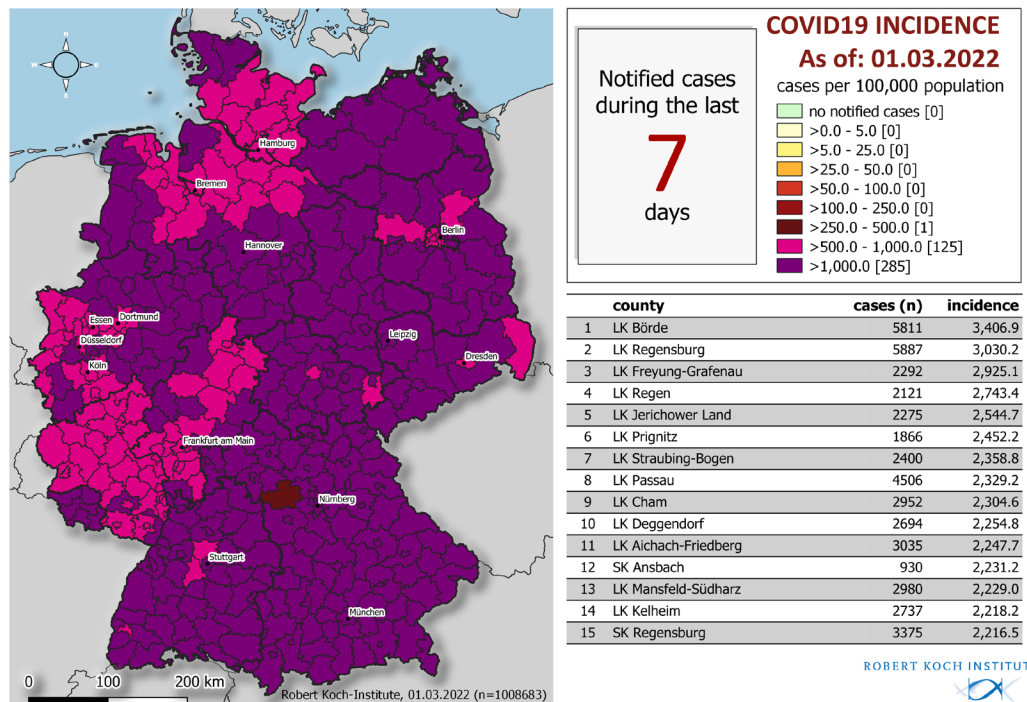 N
W E
S
Hamburg
Bremen
Berlin
Hannover
Essen
Dortmund
Düsseldorf
Leipzig
Köln
Dresden
Frankfurt am Main
Nürnberg
Stuttgart
München
0 100 200 km
Robert Koch-Institute, 01.03.2022 (n=1008683)
COVID19 INCIDENCE
As of: 01.03.2022
Notified cases
during the last
7
days
cases per 100,000 population
no notified cases [0]
>0.0 - 5.0 [0]
>5.0 - 25.0 [0]
>25.0 - 50.0 [0]
>50.0 - 100.0 [0]
>100.0 - 250.0 [0]
>250.0 - 500.0 [1]
>500.0 - 1,000.0 [125]
>1,000.0 [285]
county cases (n) incidence
1 LK Börde 5811 3,406.9
2 LK Regensburg 5887 3,030.2
3 LK Freyung-Grafenau 2292 2,925.1
4 LK Regen 2121 2,743.4
5 LK Jerichower Land 2275 2,544.7
6 LK Prignitz 1866 2,452.2
7 LK Straubing-Bogen 2400 2,358.8
8 LK Passau 4506 2,329.2
9 LK Cham 2952 2,304.6
10 LK Deggendorf 2694 2,254.8
11 LK Aichach-Friedberg 3035 2,247.7
12 SK Ansbach 930 2,231.2
13 LK Mansfeld-Südharz 2980 2,229.0
14 LK Kelheim 2737 2,218.2
15 SK Regensburg 3375 2,216.5
ROBERT KOCH INSTITUT